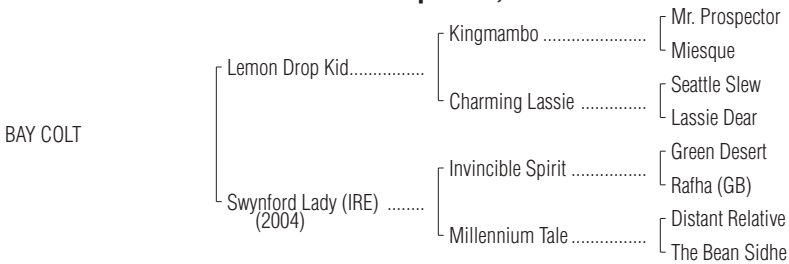 Mr. Prospector
Kingmambo .......................
Miesque
Lemon Drop Kid.................
Seattle Slew
Charming Lassie ..............
Lassie Dear
BAY COLT
Green Desert
Invincible Spirit .................
Rafha (GB)
Swynford Lady (IRE) ........
(2004)
Distant Relative
Millennium Tale.................
The Bean Sidhe